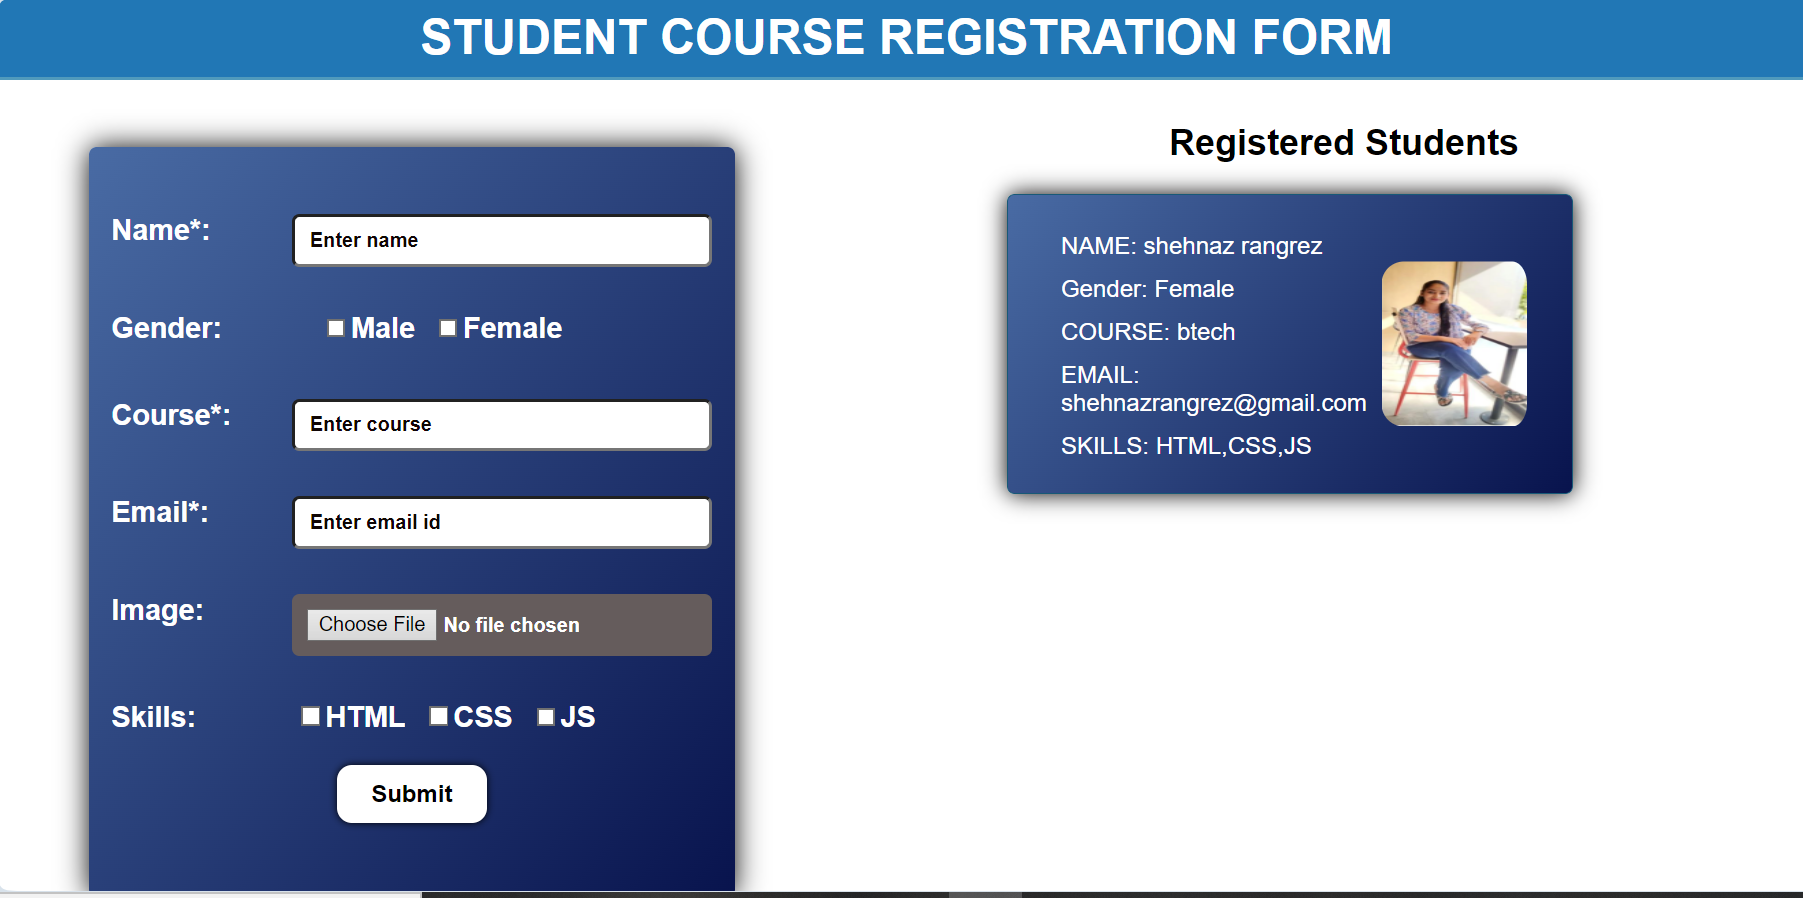 STUDENT COURSE REGISTRATION FORM
Name*:
Enter name
Gender:
Male
Female
Course*:
Enter course
Email*:
Enter email id
Image:
Choose File No file chosen
Skills:
HTML
CSS
JS
Submit
Registered Students
NAME: shehnaz rangrez
Gender: Female
COURSE: btech
EMAIL:
shehnazrangrez@gmail.com
SKILLS: HTML,CSS,JS